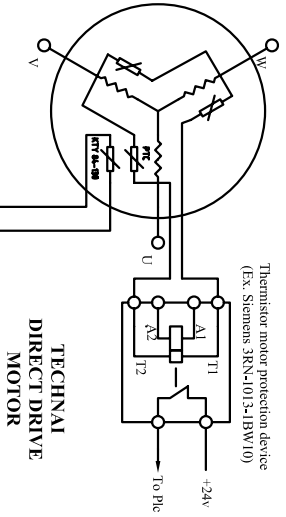 V
W
PTC
KTY 84-130
U
Thermistor motor protection device
(Ex. Siemens 3RN-1013-1BW10)
A2
A1
T2
T1
TECHNAI
DIRECT DRIVE
MOTOR
+24v
To Plc